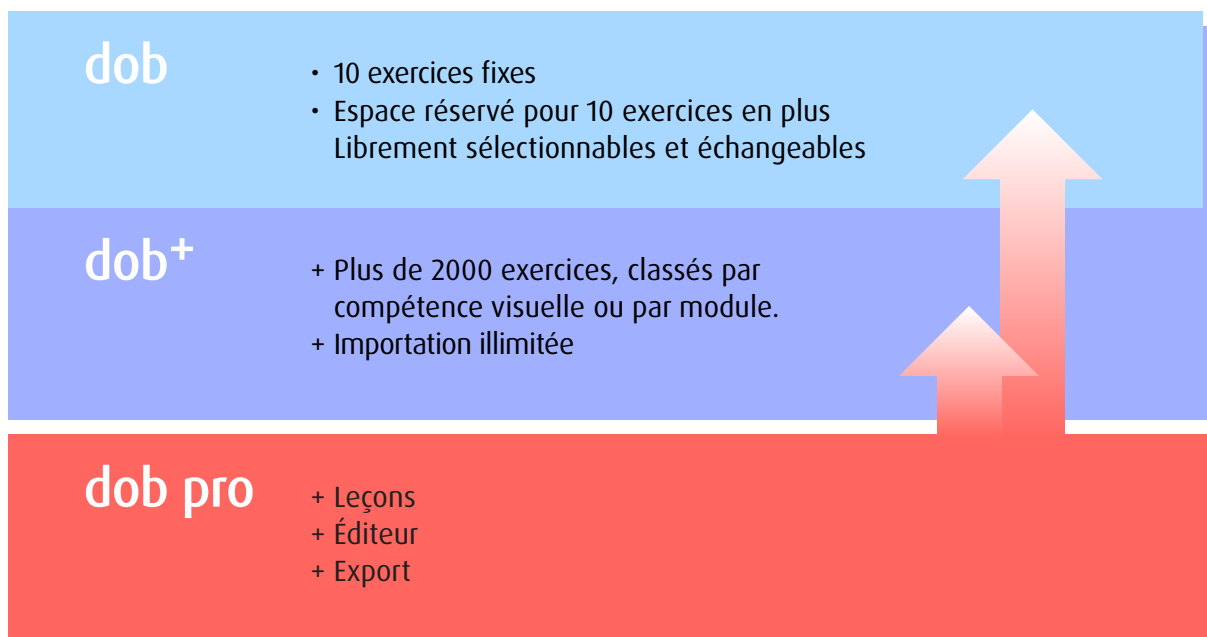 dob
• 10 exercices fixes
• Espace réservé pour 10 exercices en plus
Librement sélectionnables et échangeables
dob+
+ Plus de 2000 exercices, classés par
compétence visuelle ou par module.
+ Importation illimitée
dob pro
+ Leçons
+ Éditeur
+ Export